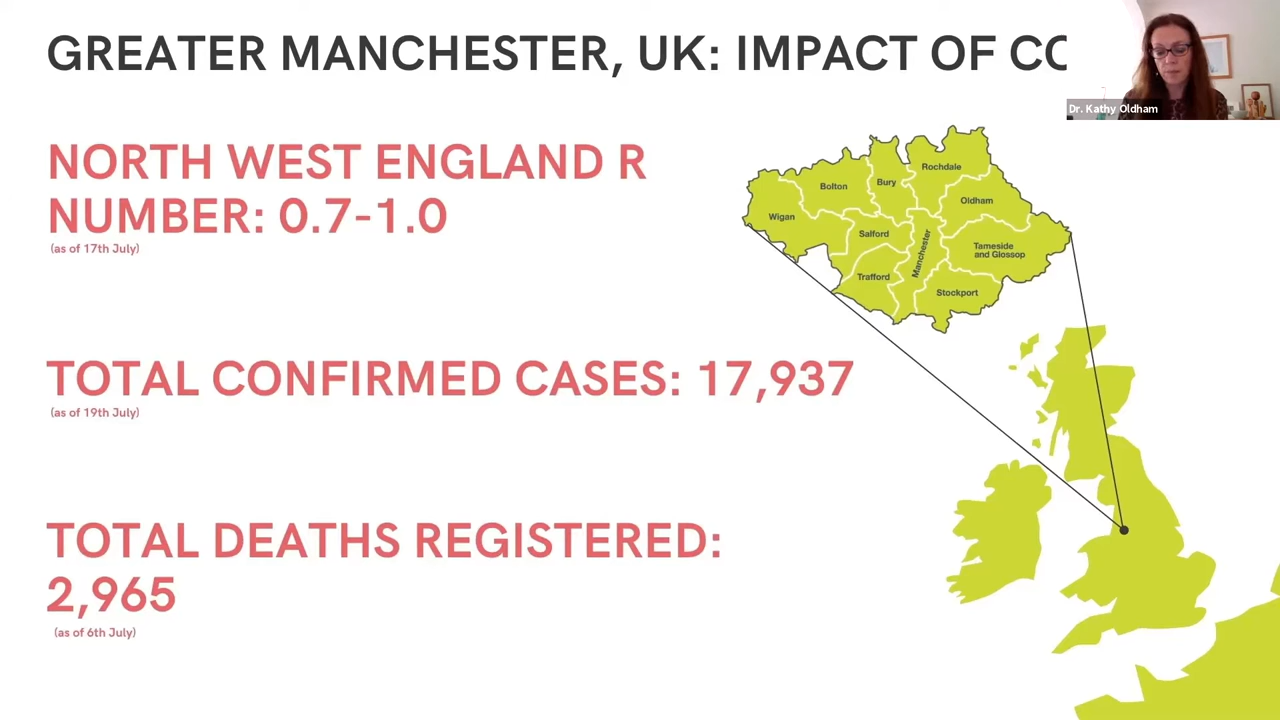 GREATER MANCHESTER, UK: IMPACT OF
Dr. Kathy Oldham
NORTH WEST ENGLAND R
NUMBER: 0.7-1.0
(as of 17th July)
TOTAL CONFIRMED CASES: 17,937
(as of 19th July)
TOTAL DEATHS REGISTERED:
2,965
(as of 6th July)
Rochdale
Bury
Bolton
Oldham
Wigan
Salford
Manchester
Tameside
and Glossop
Trafford
Stockport